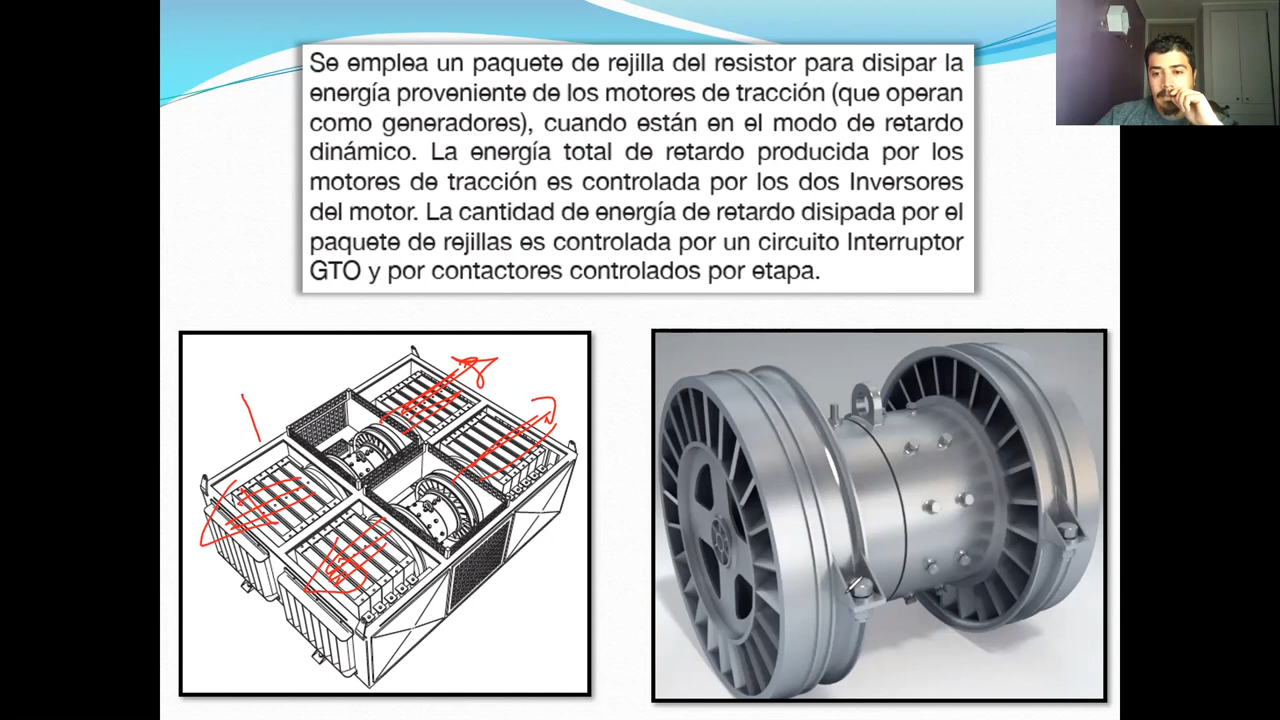 Se emplea un paquete de rejilla del resistor para disipar la
energía proveniente de los motores de tracción (que operan
como generadores), cuando están en el modo de retardo
dinámico. La energía total de retardo producida por los
motores de tracción es controlada por los dos Inversores
del motor. La cantidad de energía de retardo disipada por el
paquete de rejillas es controlada por un circuito Interruptor
GTO y por contactores controlados por etapa.